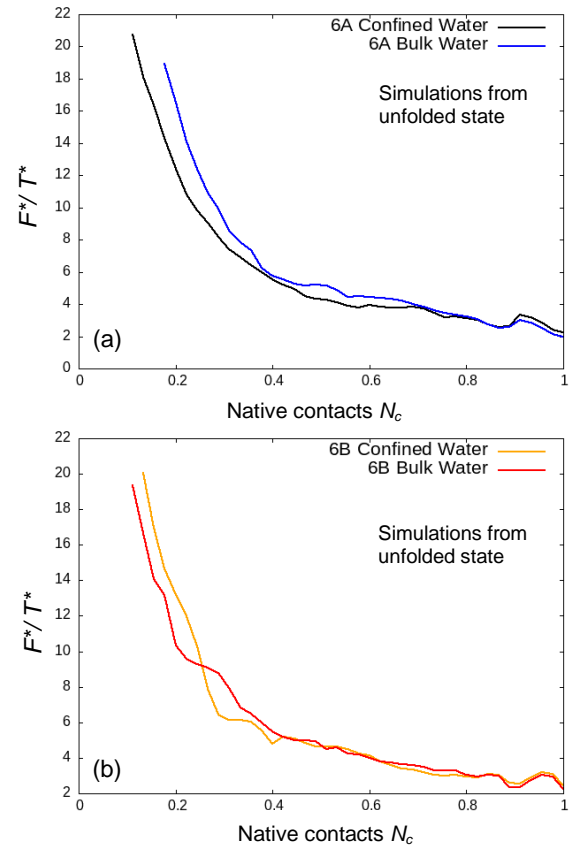 22
20
18
16
14
12
10
8
6
4
2
0
F*/ T*
6A Confined Water
6A Bulk Water
Simulations from
unfolded state
(a)
0
0.2
0.4
0.6
0.8
1
Native contacts Nc
22
20
18
16
14
12
10
8
6
4
2
F*/ T*
6B Confined Water
6B Bulk Water
Simulations from
unfolded state
(b)
0
0.2
0.4
0.6
0.8
1
Native contacts Nc